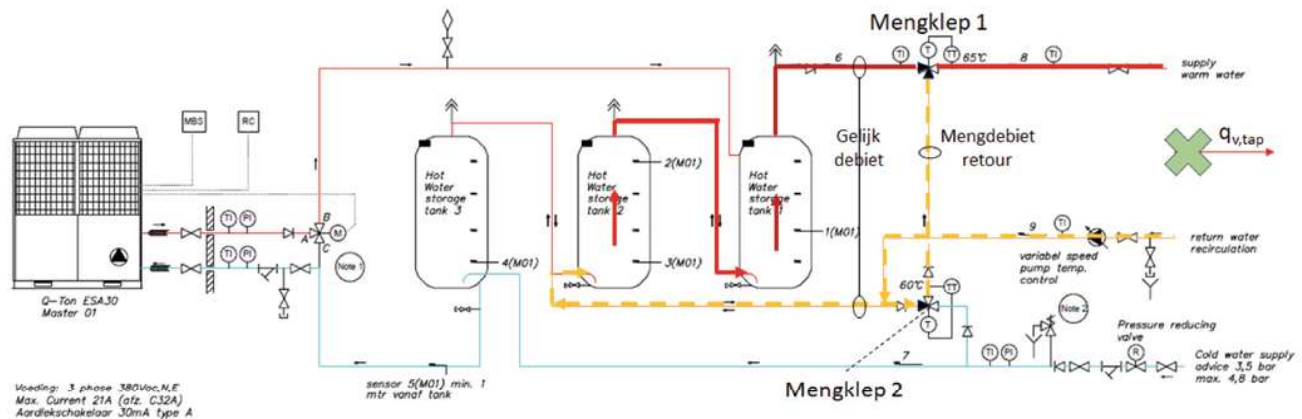 Mengklep 1
MBS
RC
6
TI
T
TT
65℃
8
TI
supply
warm water
Gelijk
debiet
Mengdebiet
retour
qv,tap
2(M01)
Hot
Water
storage
tank 3
Hot
Water
storage
tank 2
Hot
Water
storage
tank 1
1(M01)
4(M01)
3(M01)
TI
PI
B
A
M
C
TI
PI
Note 1
9
TI
return water
recirculation
variabel speed
pump temp.
control
60℃
TT
T
Note 2
Q-Ton ESA30
Master 01
Pressure reducing
valve
7
TI
PI
R
Cold water supply
advice 3,5 bar
max. 4,8 bar
sensor 5(M01) min. 1
mtr vanaf tank
Mengklep 2
Voeding: 3 phase 380Vac,N,E
Max. Current 21A (afz. C32A)
Aardlekschakelaar 30mA type A